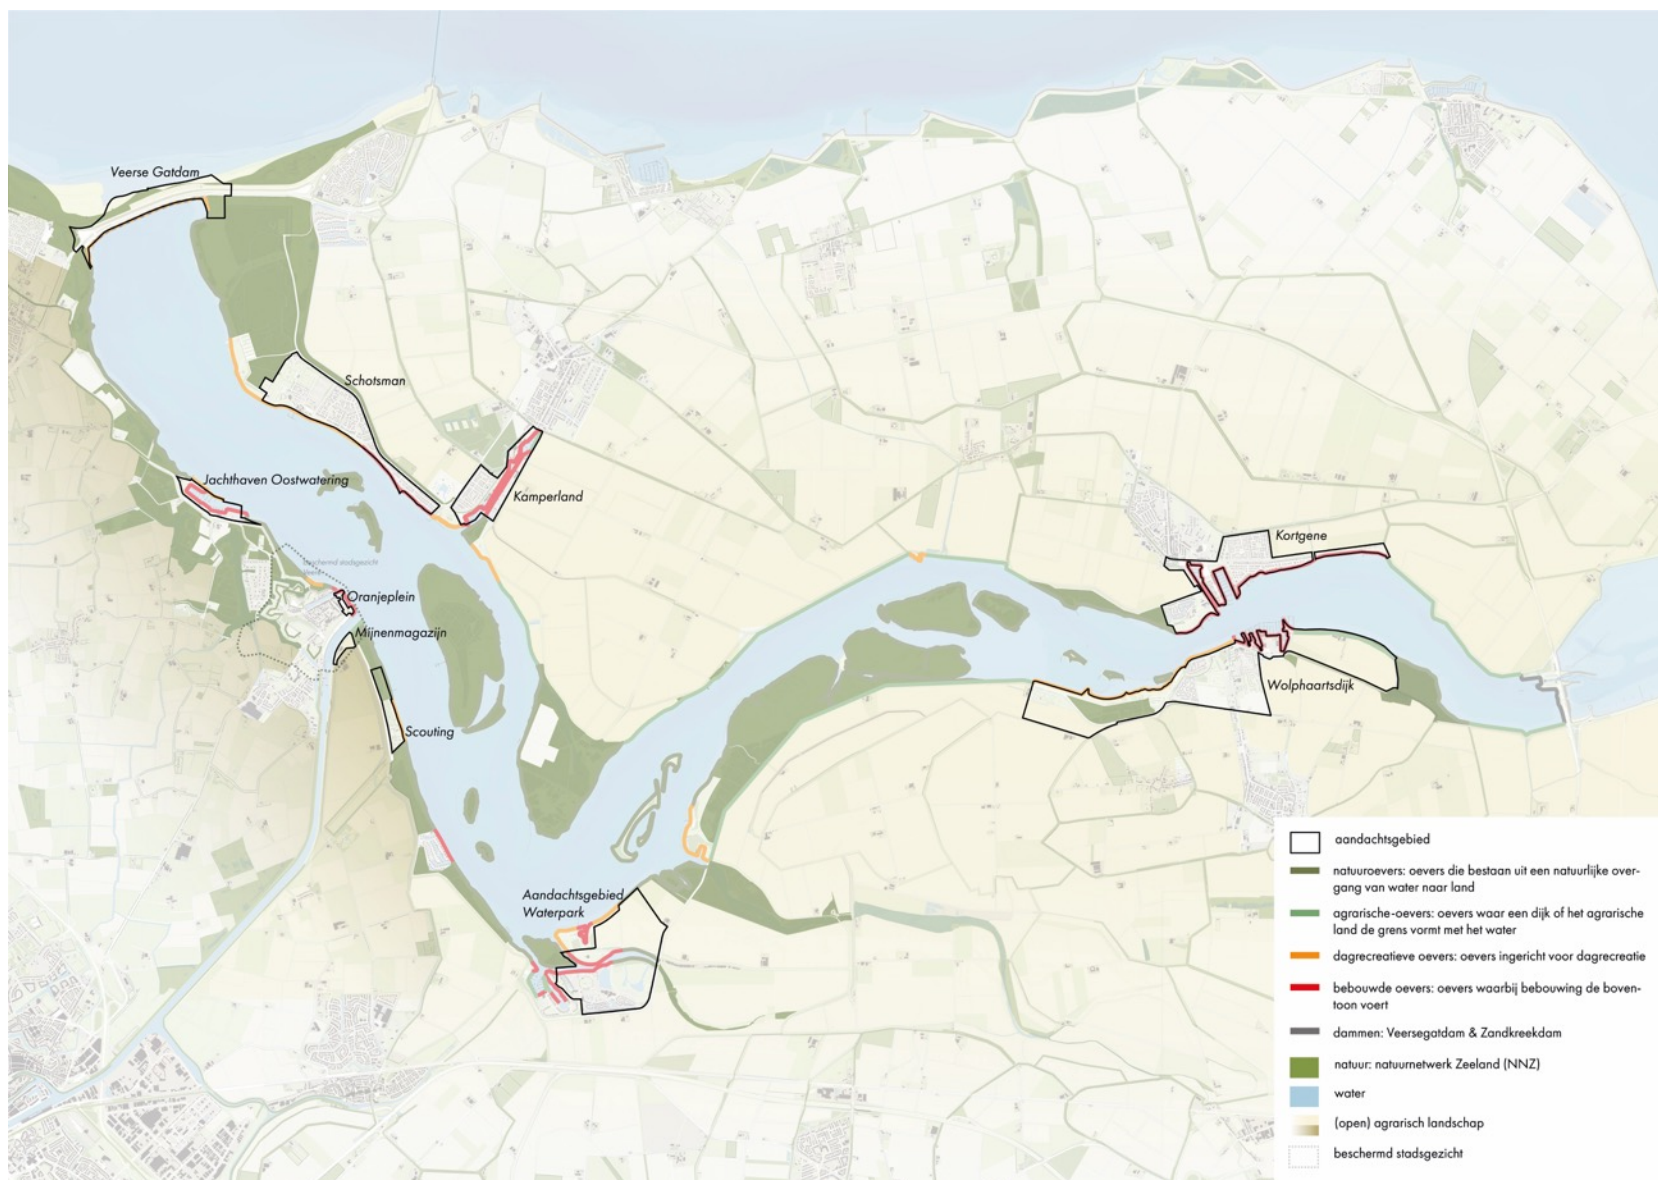 Veerse Gatdam
Schotsman
Jachthaven Oostwatering
Kamperland
Kortgene
beschermd stadsgezicht
Veere
Oranjeplein
Mijnenmagazijn
Wolphaartsdijk
Scouting
Aandachtsgebied
Waterpark
aandachtsgebied
natuuroevers: oevers die bestaan uit een natuurlijke over-
gang van water naar land
agrarische-oevers: oevers waar een dijk of het agrarische
land de grens vormt met het water
dagrecreatieve oevers: oevers ingericht voor dagrecreatie
bebouwde oevers: oevers waarbij bebouwing de boven-
toon voert
dammen: Veersegatdam & Zandkreekdam
natuur: natuurnetwerk Zeeland (NNZ)
water
(open) agrarisch landschap
beschermd stadsgezicht